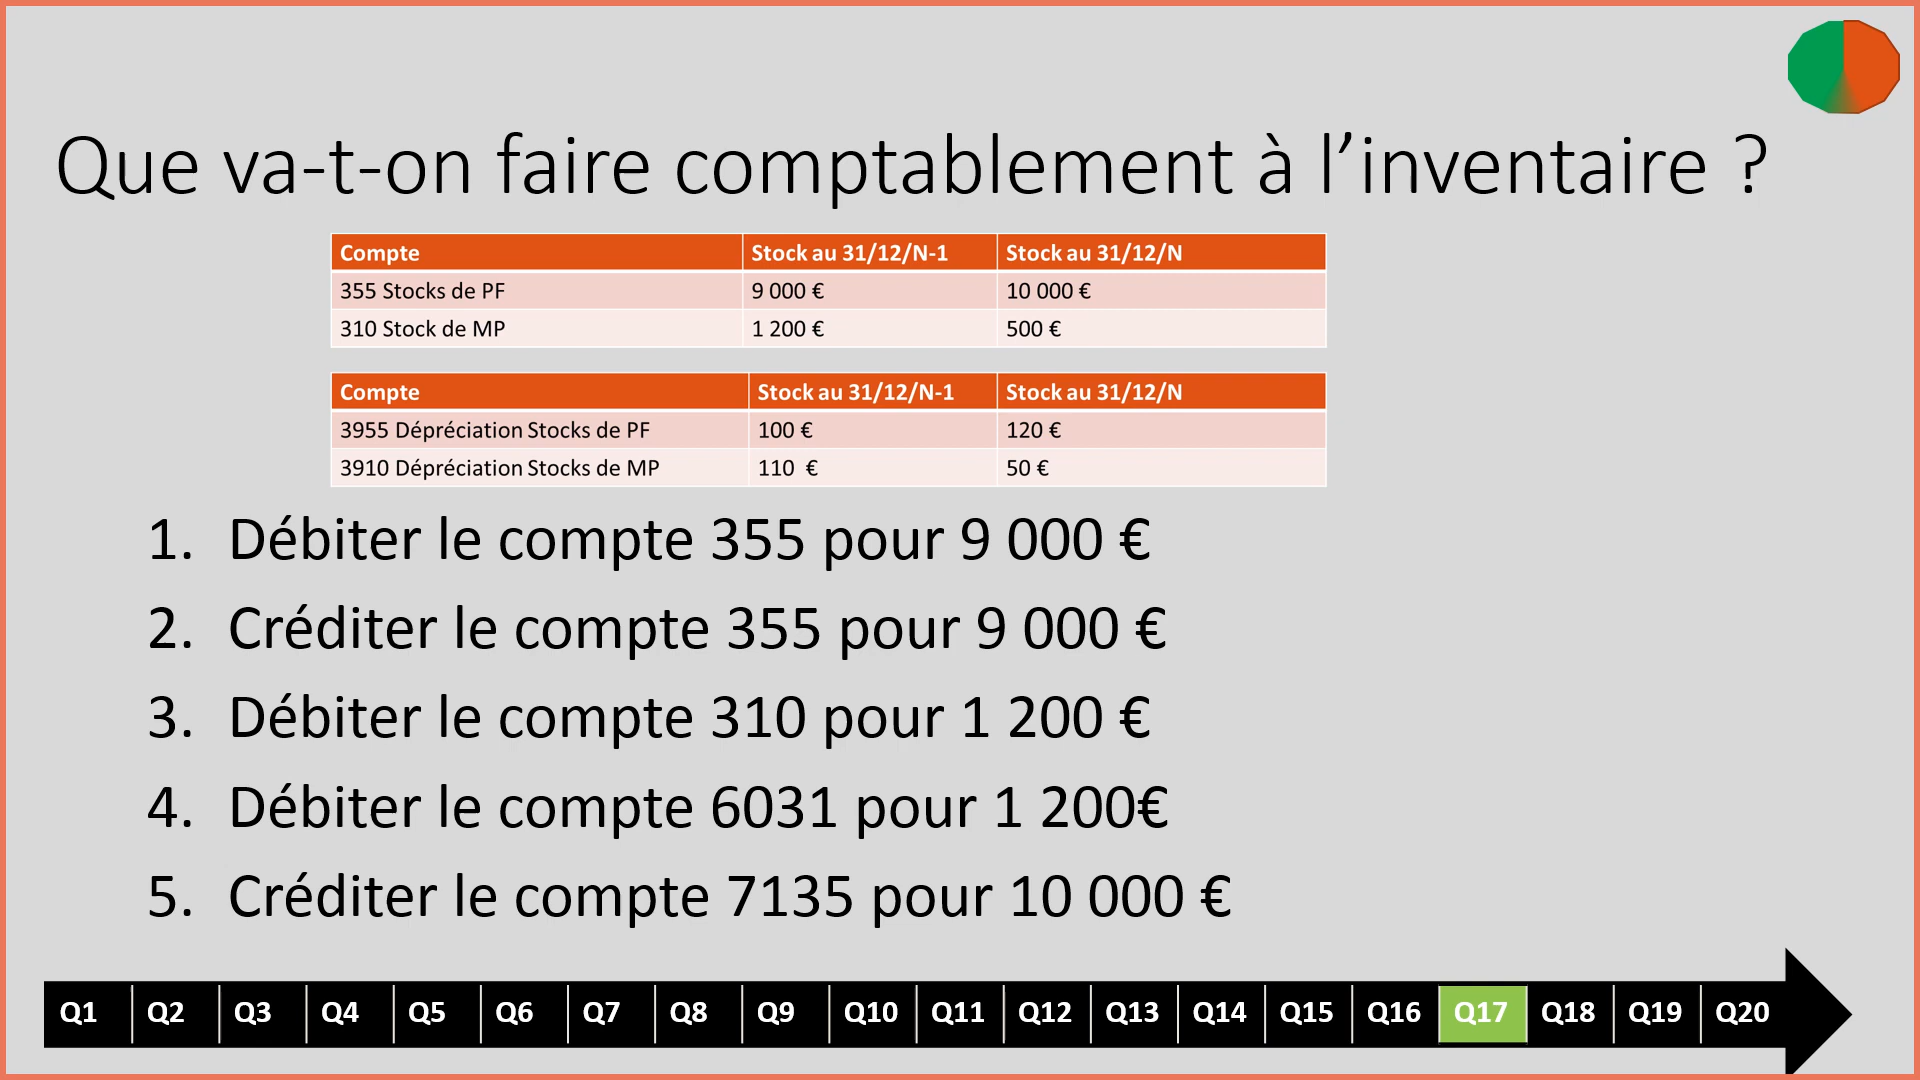 Que va-t-on faire comptablement à l’inventaire ?
Compte Stock au 31/12/N-1 Stock au 31/12/N
355 Stocks de PF 9 000 € 10 000 €
310 Stock de MP 1 200 € 500 €
Compte Stock au 31/12/N-1 Stock au 31/12/N
3955 Dépréciation Stocks de PF 100 € 120 €
3910 Dépréciation Stocks de MP 110 € 50 €
1. Débiter le compte 355 pour 9 000 €
2. Créditer le compte 355 pour 9 000 €
3. Débiter le compte 310 pour 1 200 €
4. Débiter le compte 6031 pour 1 200€
5. Créditer le compte 7135 pour 10 000 €
Q1 Q2 Q3 Q4 Q5 Q6 Q7 Q8 Q9 Q10 Q11 Q12 Q13 Q14 Q15 Q16 Q17 Q18 Q19 Q20